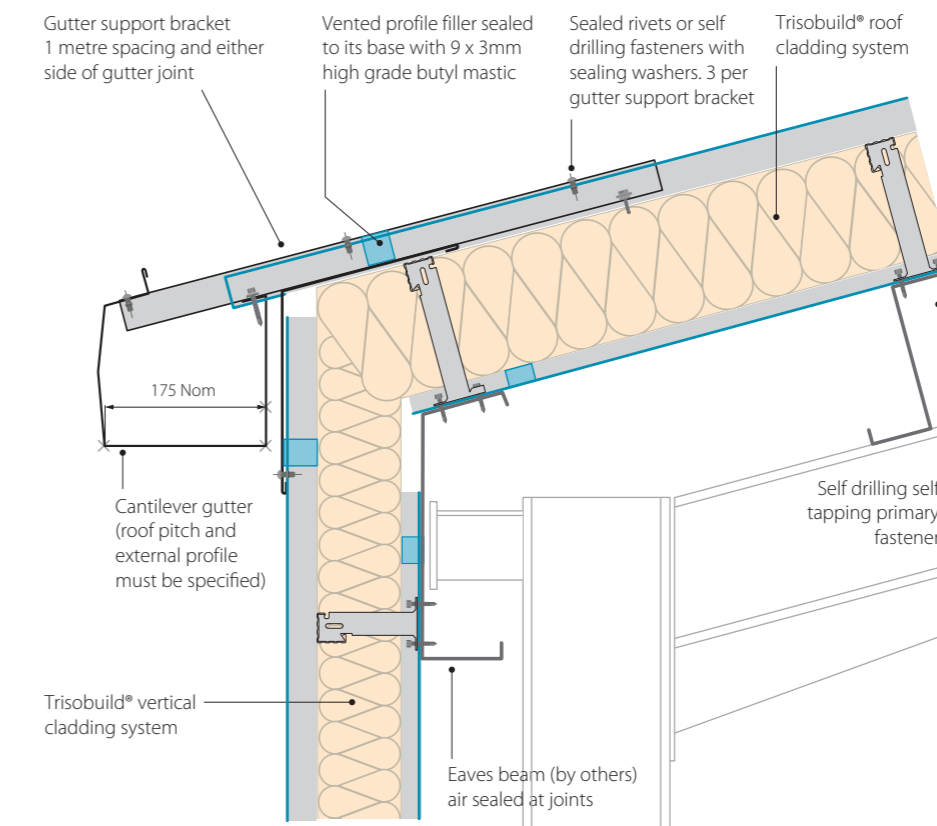 Gutter support bracket
1 metre spacing and either
side of gutter joint
Vented profile filler sealed
to its base with 9 x 3mm
high grade butyl mastic
Sealed rivets or self
drilling fasteners with
sealing washers. 3 per
gutter support bracket
Trisobuild® roof
cladding system
175 Nom
Cantilever gutter
(roof pitch and
external profile
must be specified)
Self drilling self
tapping primary
fastener
Trisobuild® vertical
cladding system
Eaves beam (by others)
air sealed at joints